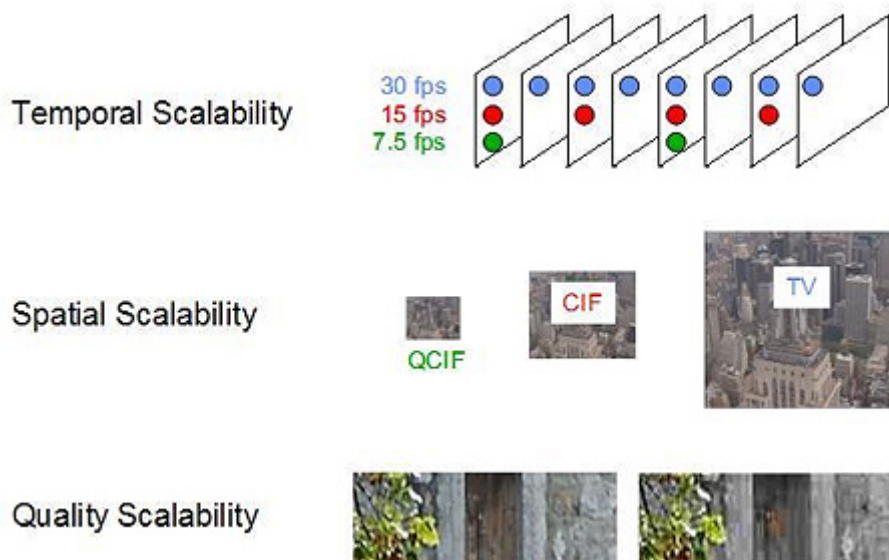 30 fps
Temporal Scalability
15 fps
7.5 fps
Spatial Scalability
QCIF
CIF
TV
Quality Scalability